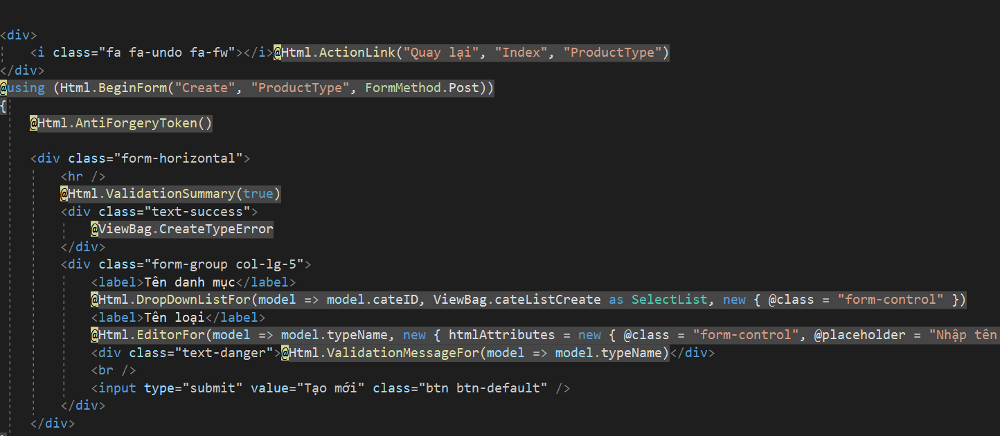 <div>
<i class="fa fa-undo fa-fw"></i>@Html.ActionLink("Quay lại", "Index", "ProductType")
</div>
@using (Html.BeginForm("Create", "ProductType", FormMethod.Post))
{
@Html.AntiForgeryToken()
<div class="form-horizontal">
<hr />
@Html.ValidationSummary(true)
<div class="text-success">
@ViewBag.CreateTypeError
</div>
<div class="form-group col-lg-5">
<label>Tên danh mục</label>
@Html.DropDownListFor(model => model.cateID, ViewBag.cateListCreate as SelectList, new { @class = "form-control" })
<label>Tên loại</label>
@Html.EditorFor(model => model.typeName, new { htmlAttributes = new { @class = "form-control", @placeholder = "Nhập tên
<div class="text-danger">@Html.ValidationMessageFor(model => model.typeName)</div>
<br />
<input type="submit" value="Tạo mới" class="btn btn-default" />
</div>
</div>